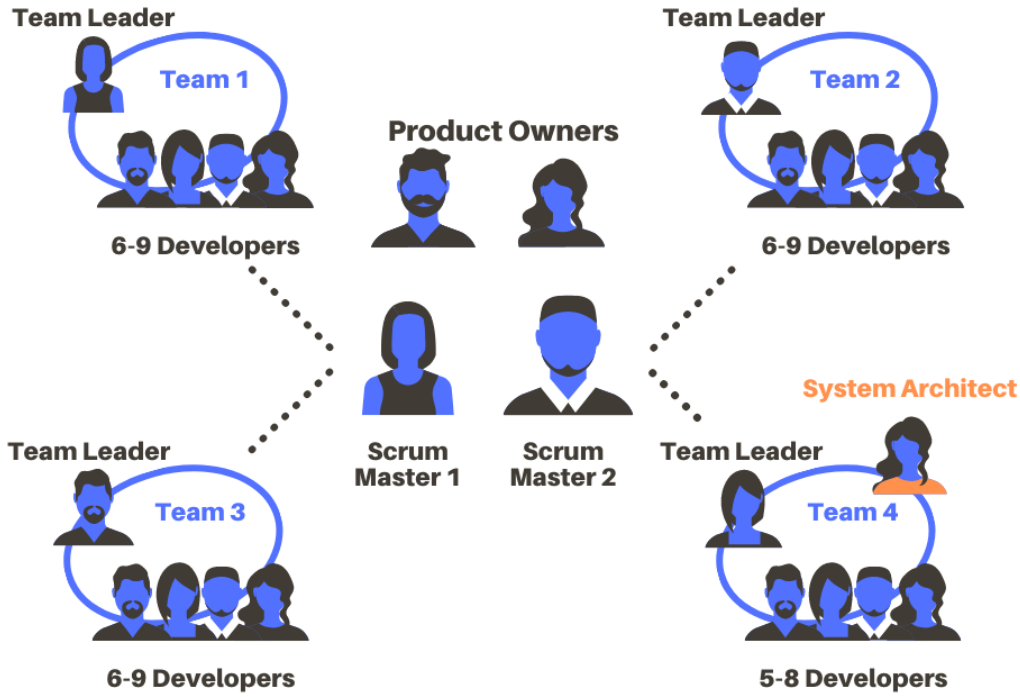 Team Leader
Team 1
6-9 Developers
Team Leader
Team 2
6-9 Developers
Product Owners
Scrum
Master 1
Scrum
Master 2
Team Leader
Team 3
6-9 Developers
System Architect
Team Leader
Team 4
5-8 Developers